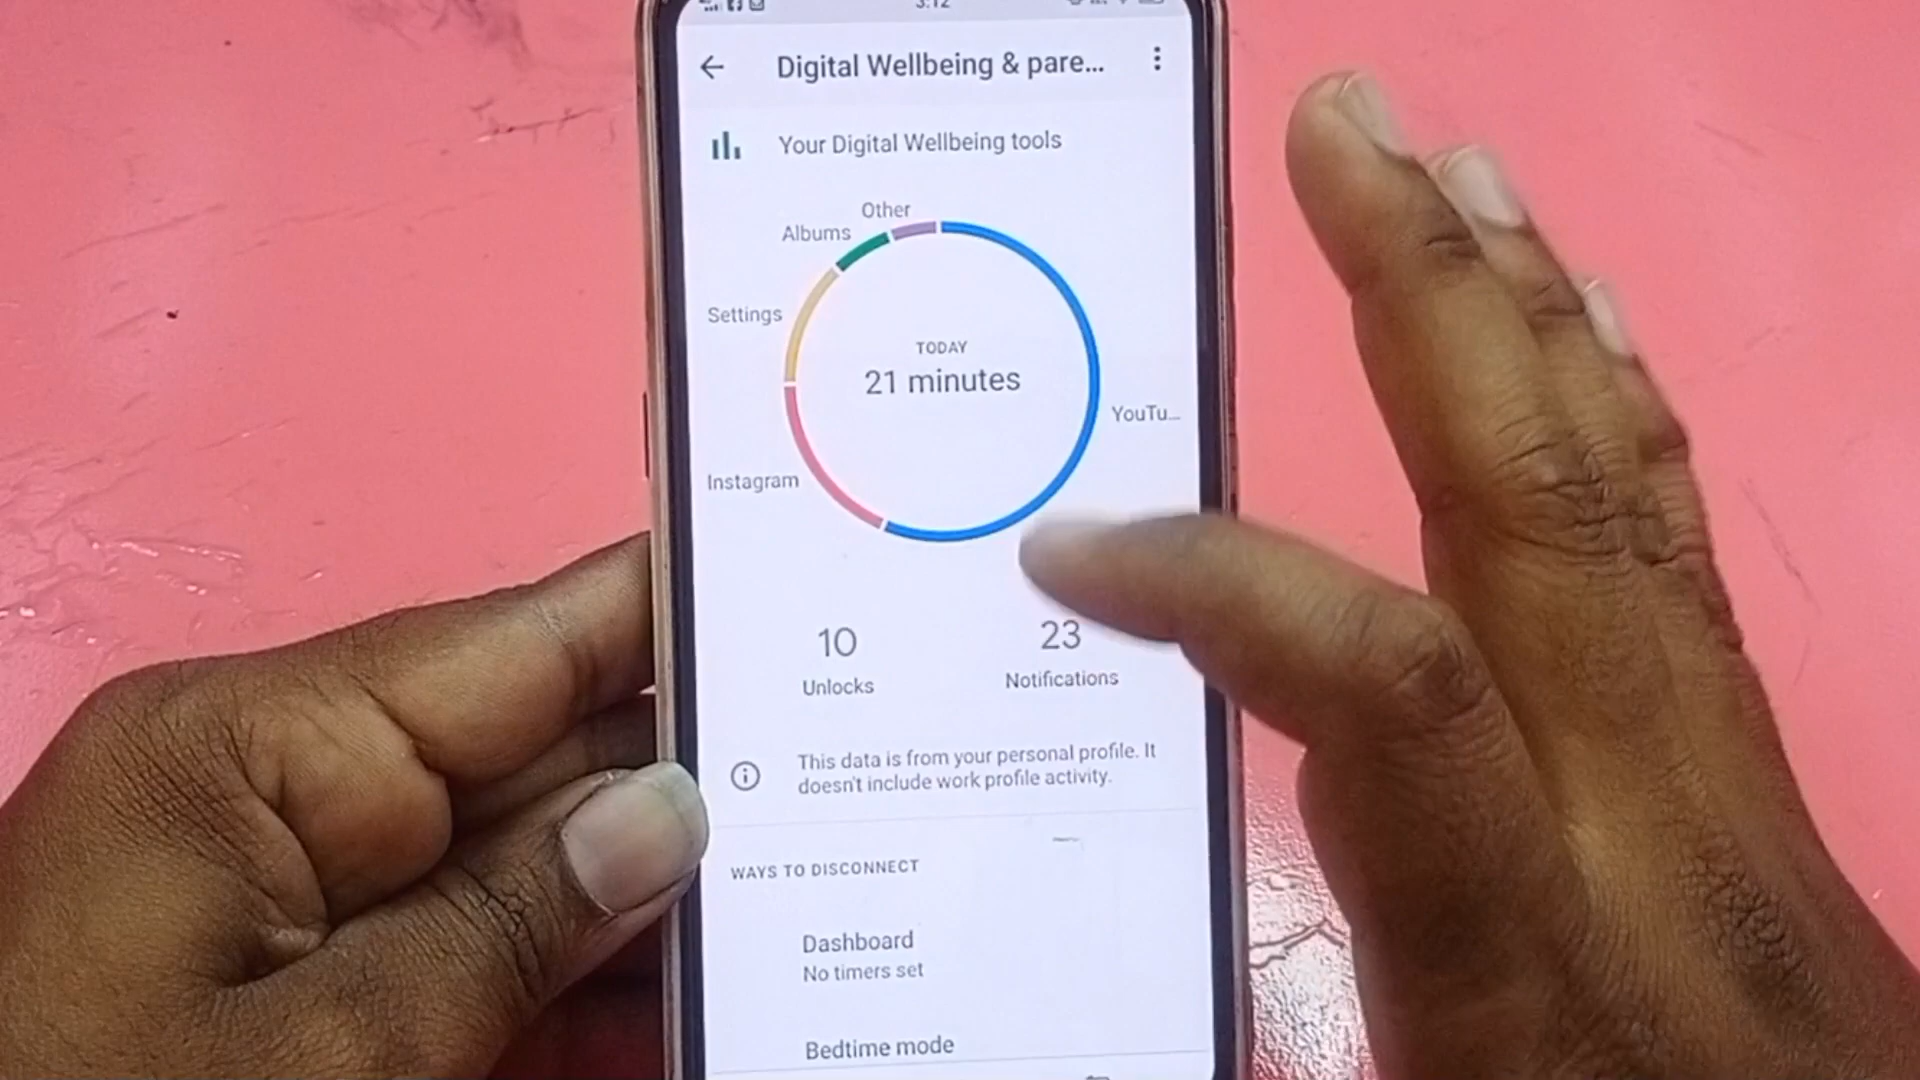 3:12
Digital Wellbeing & pare...
Your Digital Wellbeing tools
Other
Albums
Settings
TODAY
21 minutes
YouTu...
Instagram
10
23
Unlocks
Notifications
This data is from your personal profile. It
doesn't include work profile activity.
WAYS TO DISCONNECT
Dashboard
No timers set
Bedtime mode